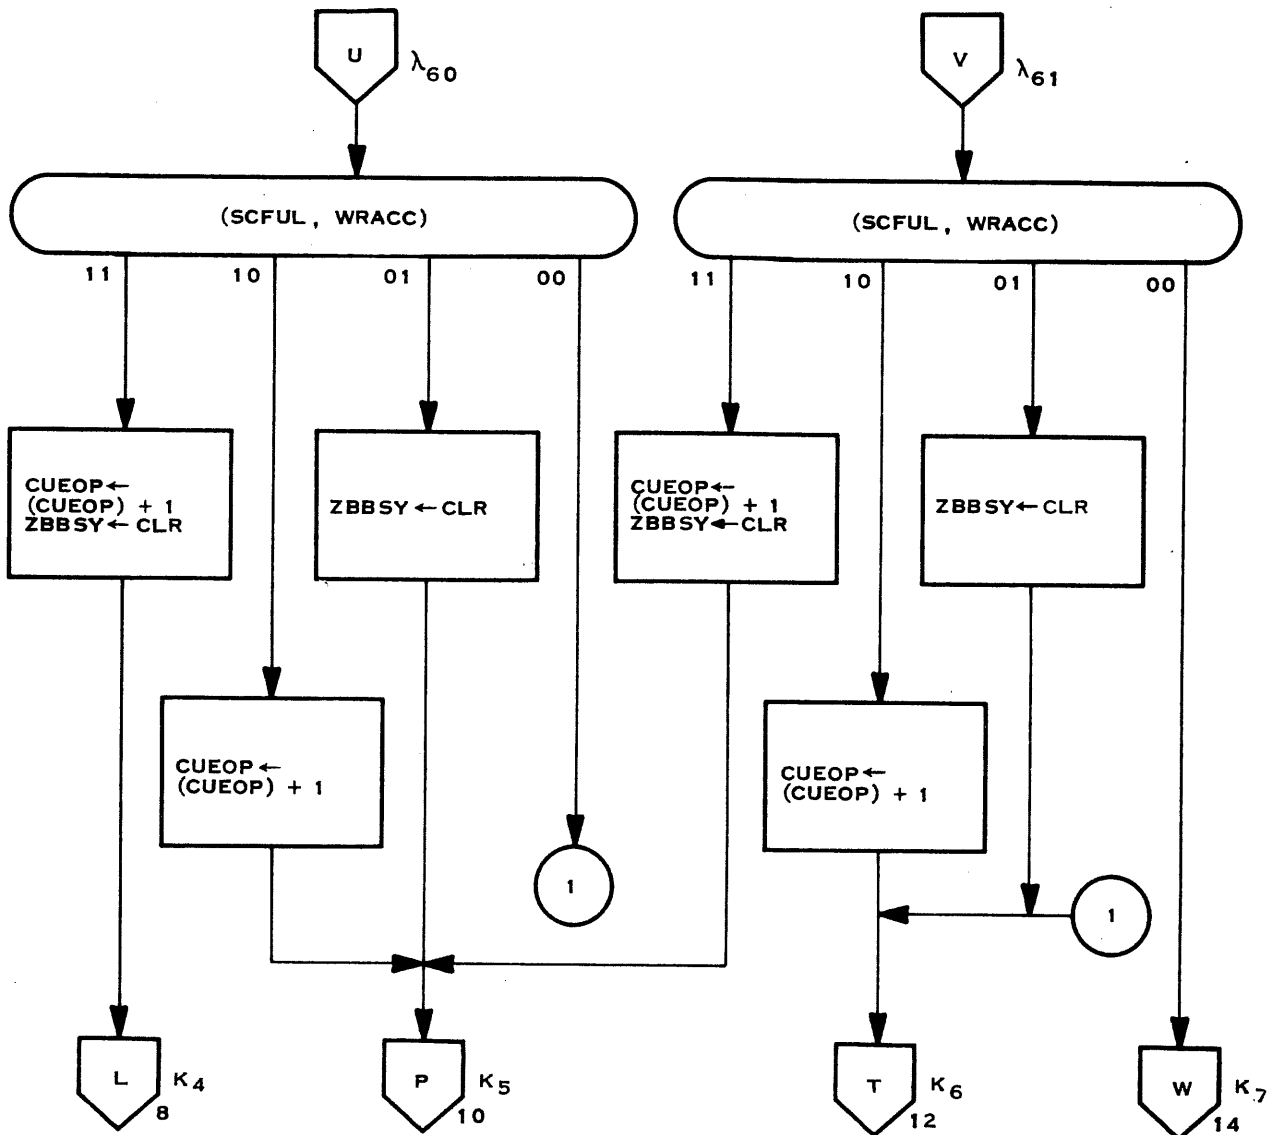 U
λ60
V
λ61
(SCFUL, WRACC)
(SCFUL, WRACC)
11
10
01
00
11
10
01
00
CUEOP←
(CUEOP) + 1
ZBBSY← CLR
ZBBSY←CLR
CUEOP←
(CUEOP) + 1
ZBBSY←CLR
ZBBSY←CLR
CUEOP←
(CUEOP) + 1
CUEOP←
(CUEOP) + 1
1
1
L
K4
8
P
K5
10
T
K6
12
W
K7
14